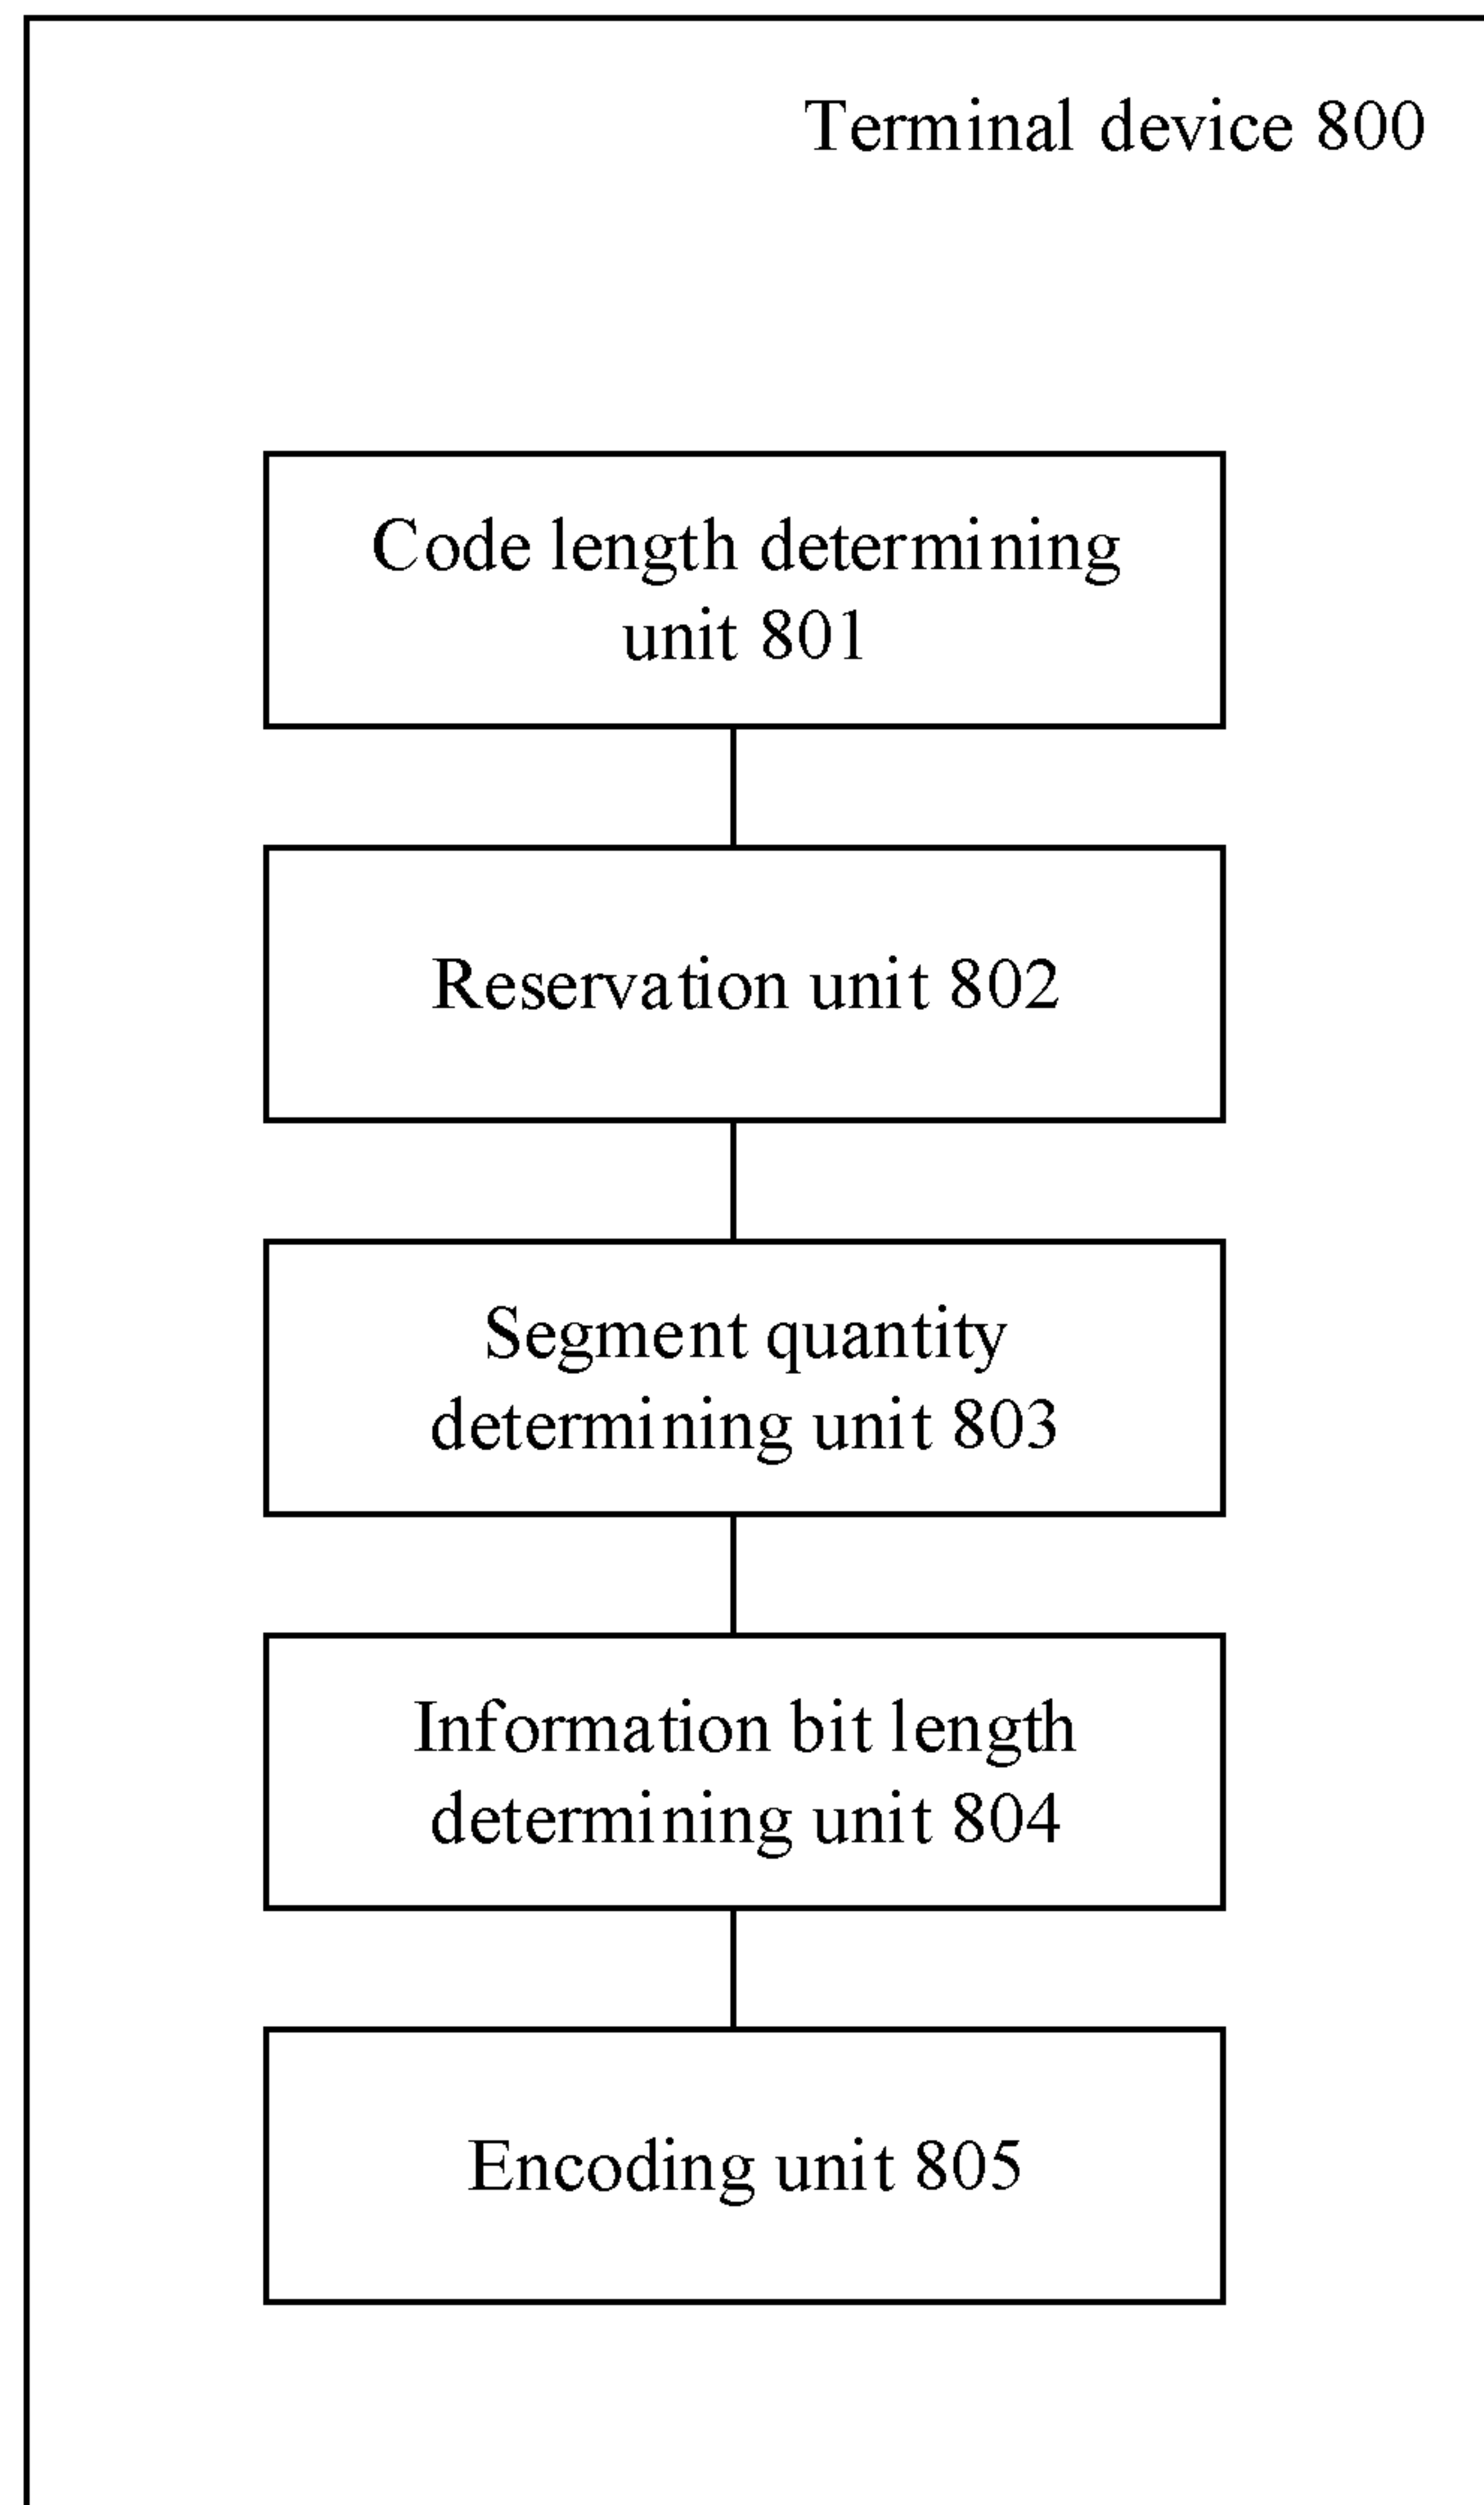 Terminal device 800
Code length determining
unit 801
Reservation unit 802
Segment quantity
determining unit 803
Information bit length
determining unit 804
Encoding unit 805